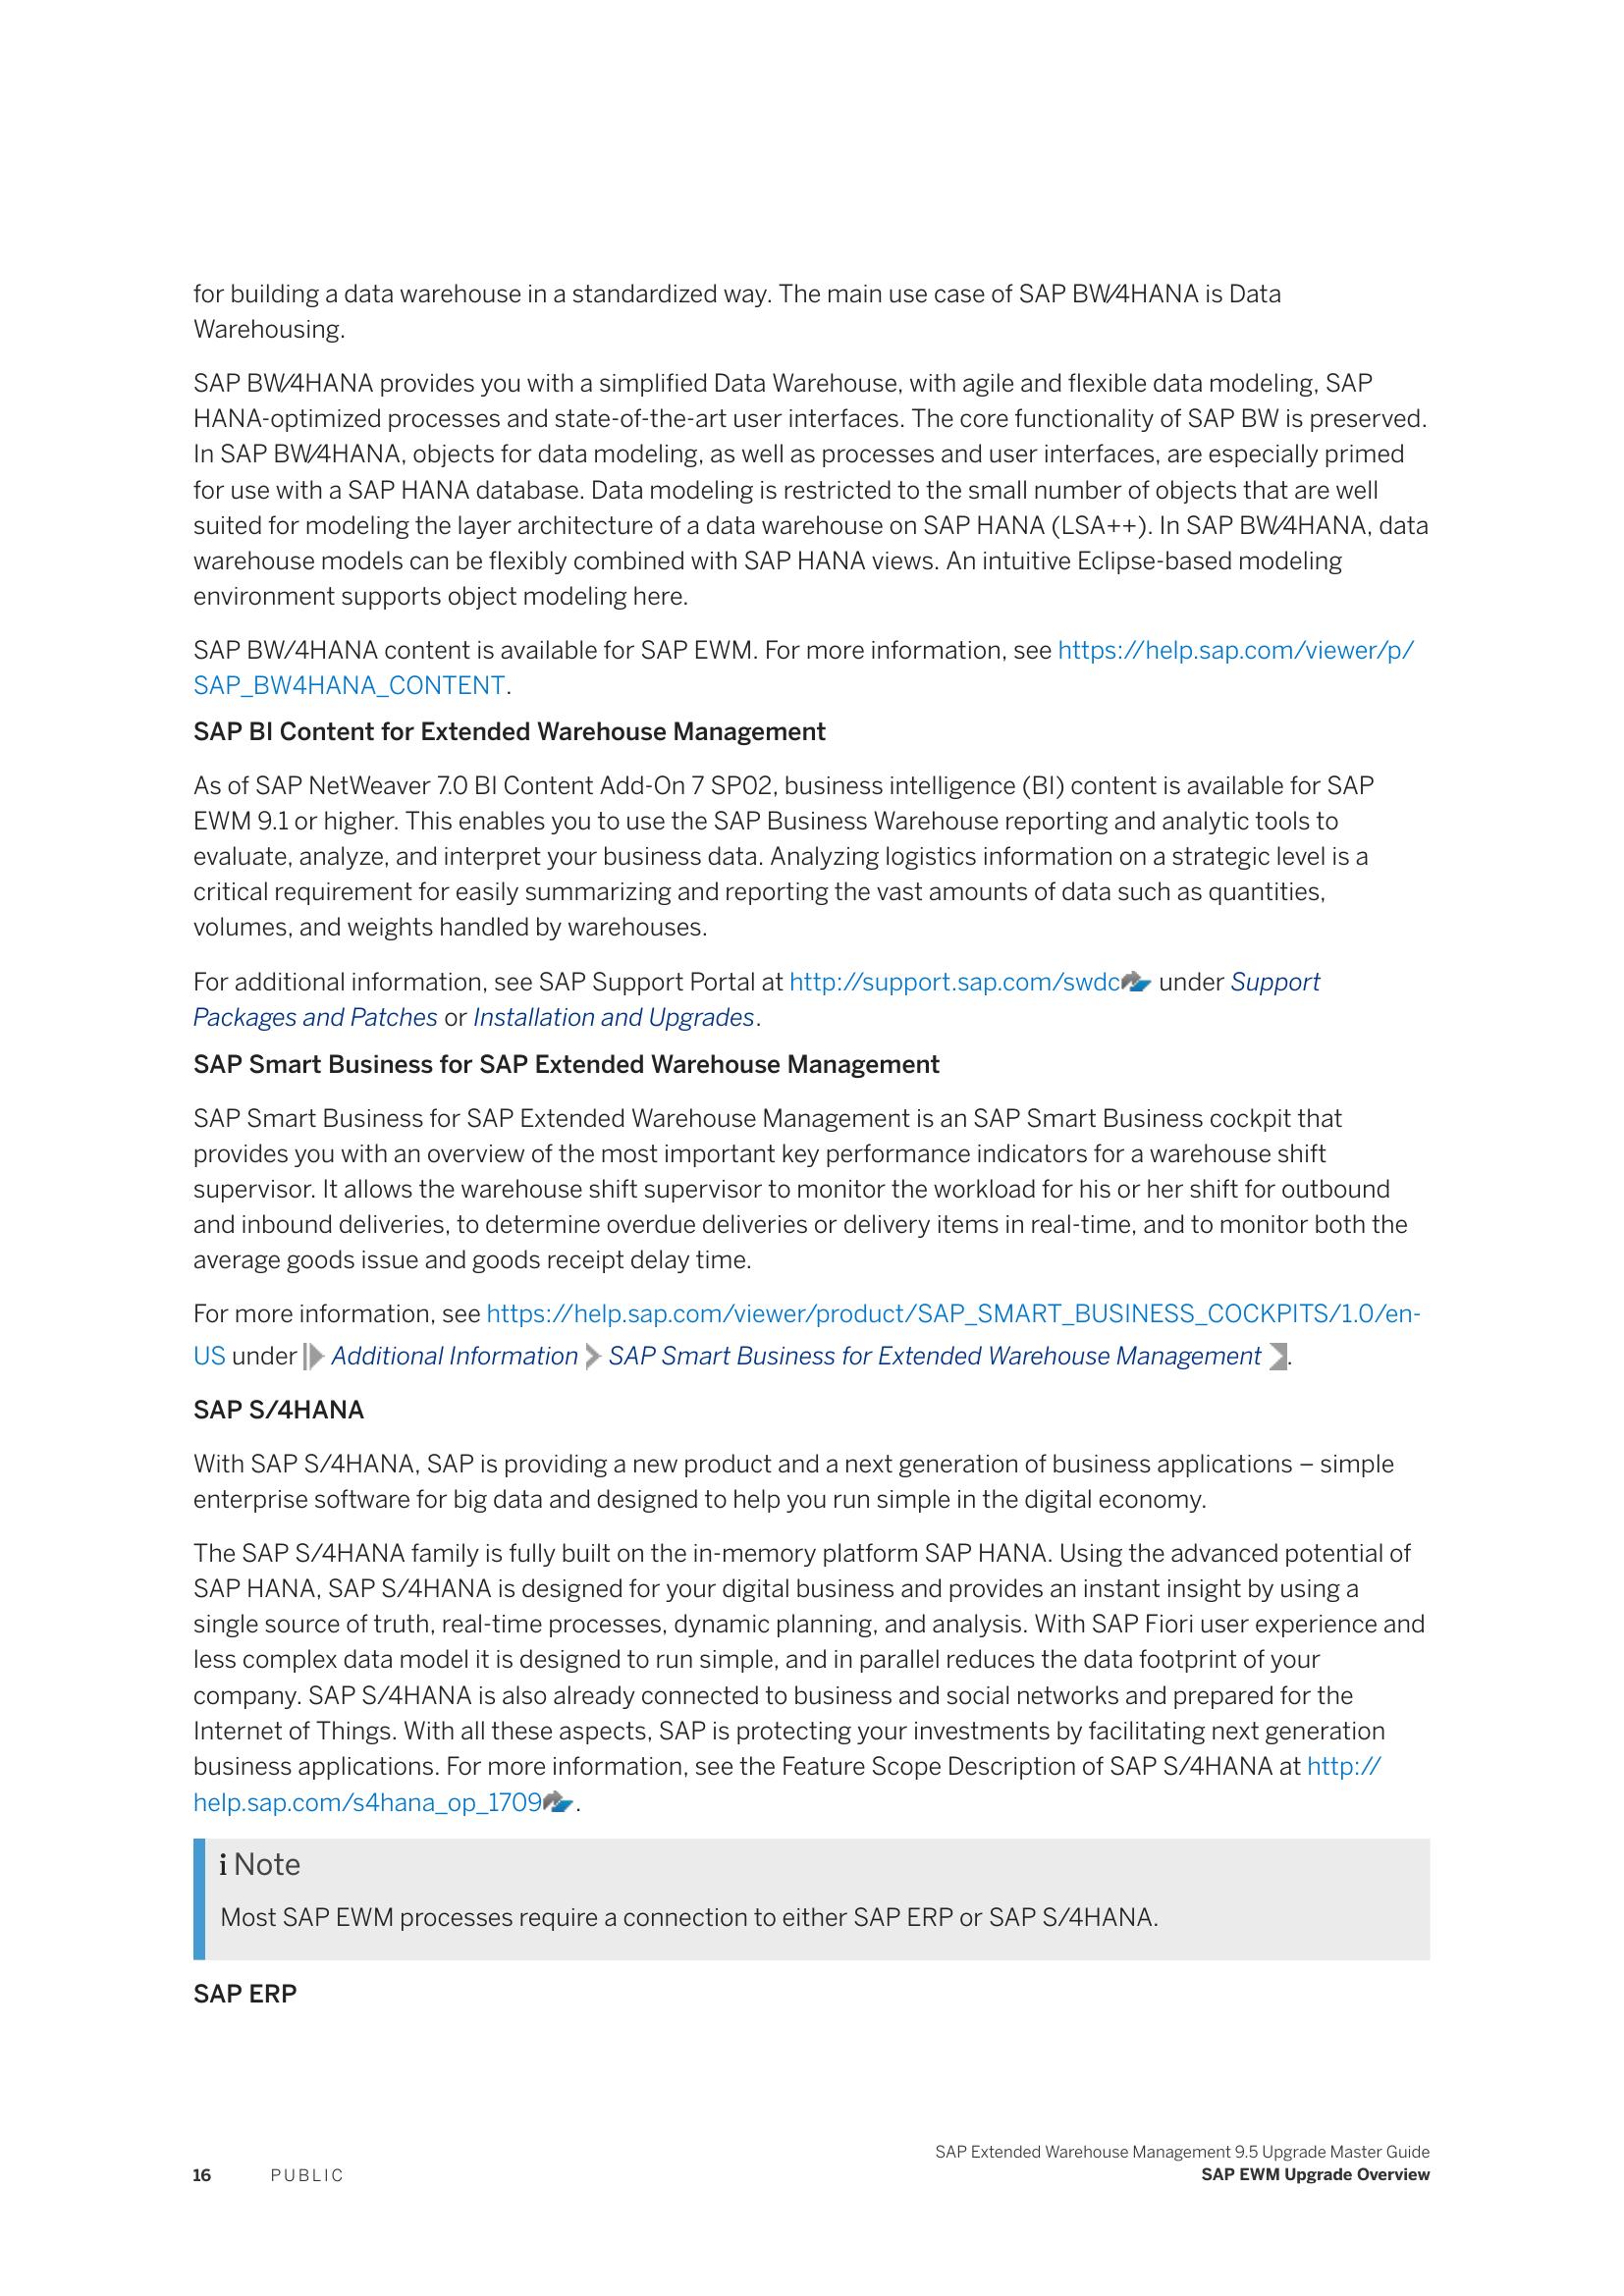 for building a data warehouse in a standardized way. The main use case of SAP BW/4HANA is Data
Warehousing.
SAP BW/4HANA provides you with a simplified Data Warehouse, with agile and flexible data modeling, SAP
HANA-optimized processes and state-of-the-art user interfaces. The core functionality of SAP BW is preserved.
In SAP BW/4HANA, objects for data modeling, as well as processes and user interfaces, are especially primed
for use with a SAP HANA database. Data modeling is restricted to the small number of objects that are well
suited for modeling the layer architecture of a data warehouse on SAP HANA (LSA++). In SAP BW/4HANA, data
warehouse models can be flexibly combined with SAP HANA views. An intuitive Eclipse-based modeling
environment supports object modeling here.
SAP BW/4HANA content is available for SAP EWM. For more information, see https://help.sap.com/viewer/p/
SAP_BW4HANA_CONTENT.
SAP BI Content for Extended Warehouse Management
As of SAP NetWeaver 7.0 BI Content Add-On 7 SP02, business intelligence (BI) content is available for SAP
EWM 9.1 or higher. This enables you to use the SAP Business Warehouse reporting and analytic tools to
evaluate, analyze, and interpret your business data. Analyzing logistics information on a strategic level is a
critical requirement for easily summarizing and reporting the vast amounts of data such as quantities,
volumes, and weights handled by warehouses.
For additional information, see SAP Support Portal at http://support.sap.com/swdc under Support
Packages and Patches or Installation and Upgrades.
SAP Smart Business for SAP Extended Warehouse Management
SAP Smart Business for SAP Extended Warehouse Management is an SAP Smart Business cockpit that
provides you with an overview of the most important key performance indicators for a warehouse shift
supervisor. It allows the warehouse shift supervisor to monitor the workload for his or her shift for outbound
and inbound deliveries, to determine overdue deliveries or delivery items in real-time, and to monitor both the
average goods issue and goods receipt delay time.
For more information, see https://help.sap.com/viewer/product/SAP_SMART_BUSINESS_COCKPITS/1.0/en-
US under Additional Information SAP Smart Business for Extended Warehouse Management .
SAP S/4HANA
With SAP S/4HANA, SAP is providing a new product and a next generation of business applications – simple
enterprise software for big data and designed to help you run simple in the digital economy.
The SAP S/4HANA family is fully built on the in-memory platform SAP HANA. Using the advanced potential of
SAP HANA, SAP S/4HANA is designed for your digital business and provides an instant insight by using a
single source of truth, real-time processes, dynamic planning, and analysis. With SAP Fiori user experience and
less complex data model it is designed to run simple, and in parallel reduces the data footprint of your
company. SAP S/4HANA is also already connected to business and social networks and prepared for the
Internet of Things. With all these aspects, SAP is protecting your investments by facilitating next generation
business applications. For more information, see the Feature Scope Description of SAP S/4HANA at http://
help.sap.com/s4hana_op_1709 .
i Note
Most SAP EWM processes require a connection to either SAP ERP or SAP S/4HANA.
SAP ERP
SAP Extended Warehouse Management 9.5 Upgrade Master Guide
16 PUBLIC SAP EWM Upgrade Overview